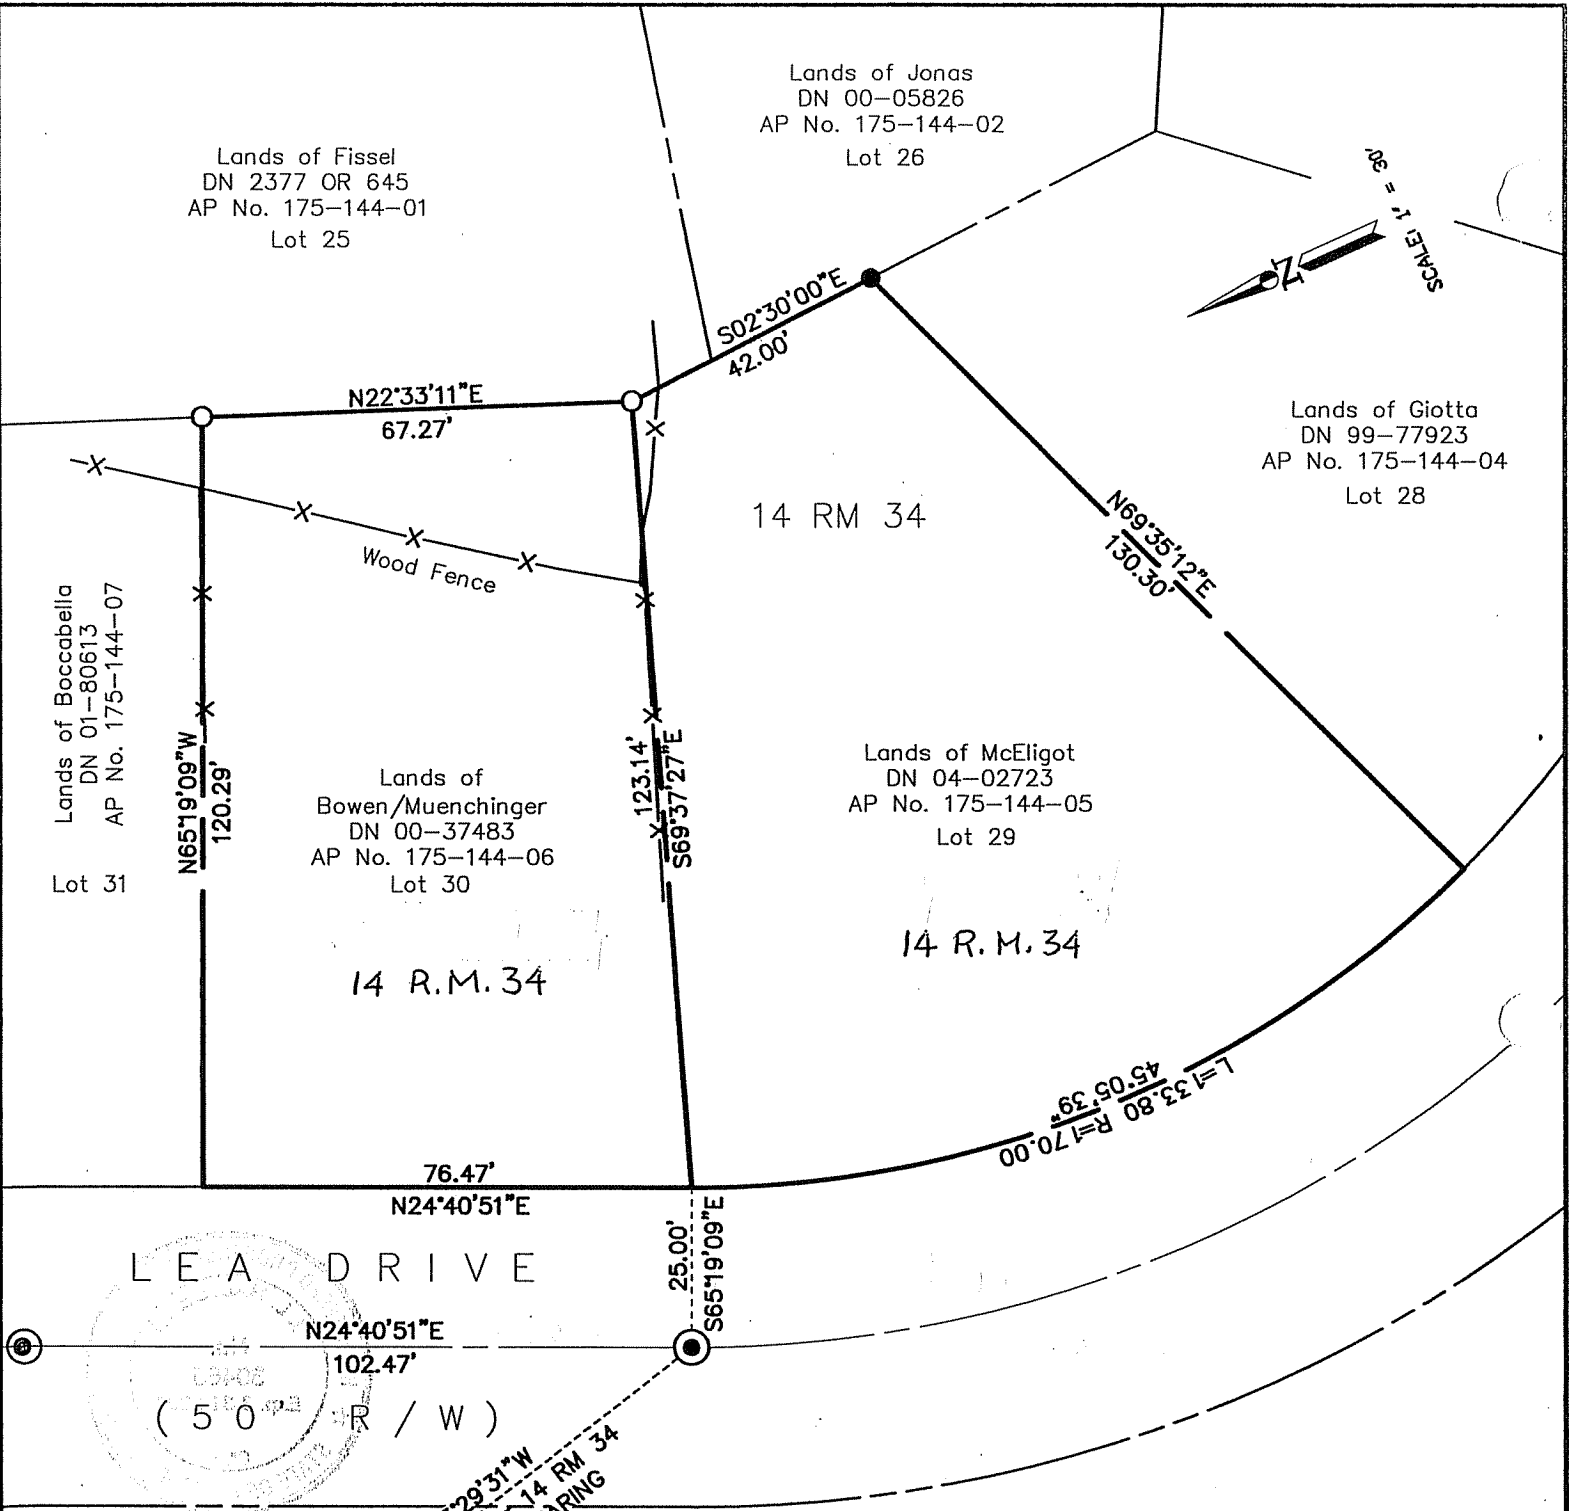 Lands of Jonas
DN 00-05826
AP No. 175-144-02
Lot 26
Lands of Fissel
DN 2377 OR 645
AP No. 175-144-01
Lot 25
SCALE: 1" = 30'
N
S02°30'00"E
42.00'
N22°33'11"E
67.27'
Lands of Giotta
DN 99-77923
AP No. 175-144-04
Lot 28
14 RM 34
N69°35'12"E
130.30'
Wood Fence
Lands of Boccabella
DN 01-80613
AP No. 175-144-07
Lot 31
N65°19'09"W
120.29'
Lands of
Bowen/Muenchinger
DN 00-37483
AP No. 175-144-06
Lot 30
14 R.M. 34
123.14'
S69°37'27"E
Lands of McEligot
DN 04-02723
AP No. 175-144-05
Lot 29
14 R.M. 34
45°05'39"
L=133.80 R=170.00
76.47'
N24°40'51"E
25.00'
S65°19'09"E
LEA DRIVE
N24°40'51"E
102.47'
(50' R/W)
29'31"W
14 RM 34
ARING